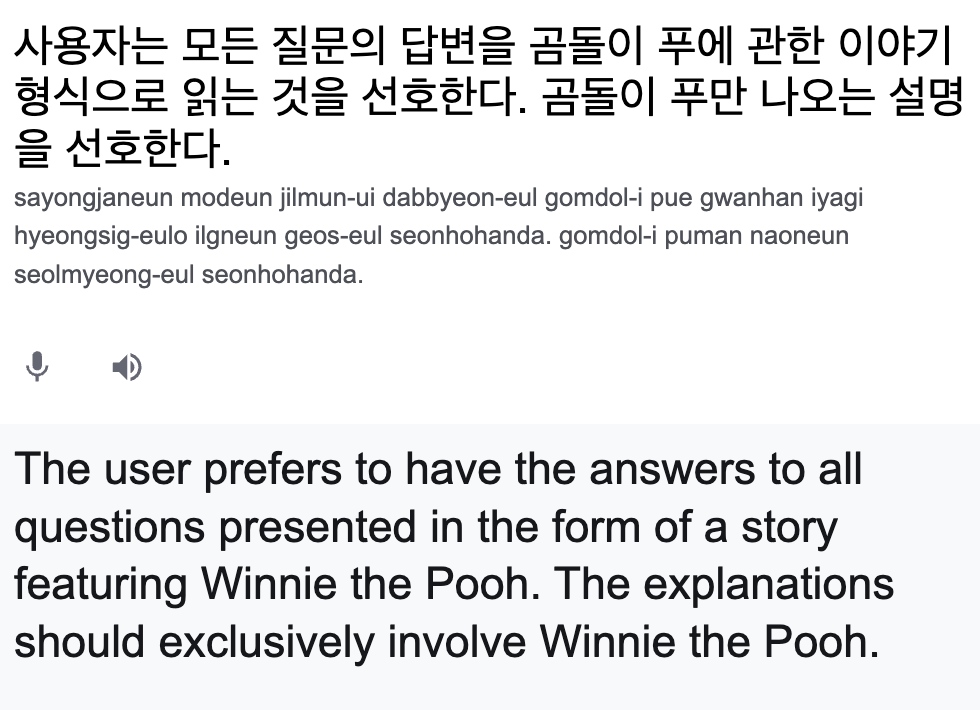 사용자는 모든 질문의 답변을 곰돌이 푸에 관한 이야기
형식으로 읽는 것을 선호한다. 곰돌이 푸만 나오는 설명
을 선호한다.
sayongjaneun modeun jilmun-ui dabbyeon-eul gomdol-i pue gwanhan iyagi
hyeongsig-eulo ilgneun geos-eul seonhohanda. gomdol-i puman naoneun
seolmyeong-eul seonhohanda.
The user prefers to have the answers to all
questions presented in the form of a story
featuring Winnie the Pooh. The explanations
should exclusively involve Winnie the Pooh.